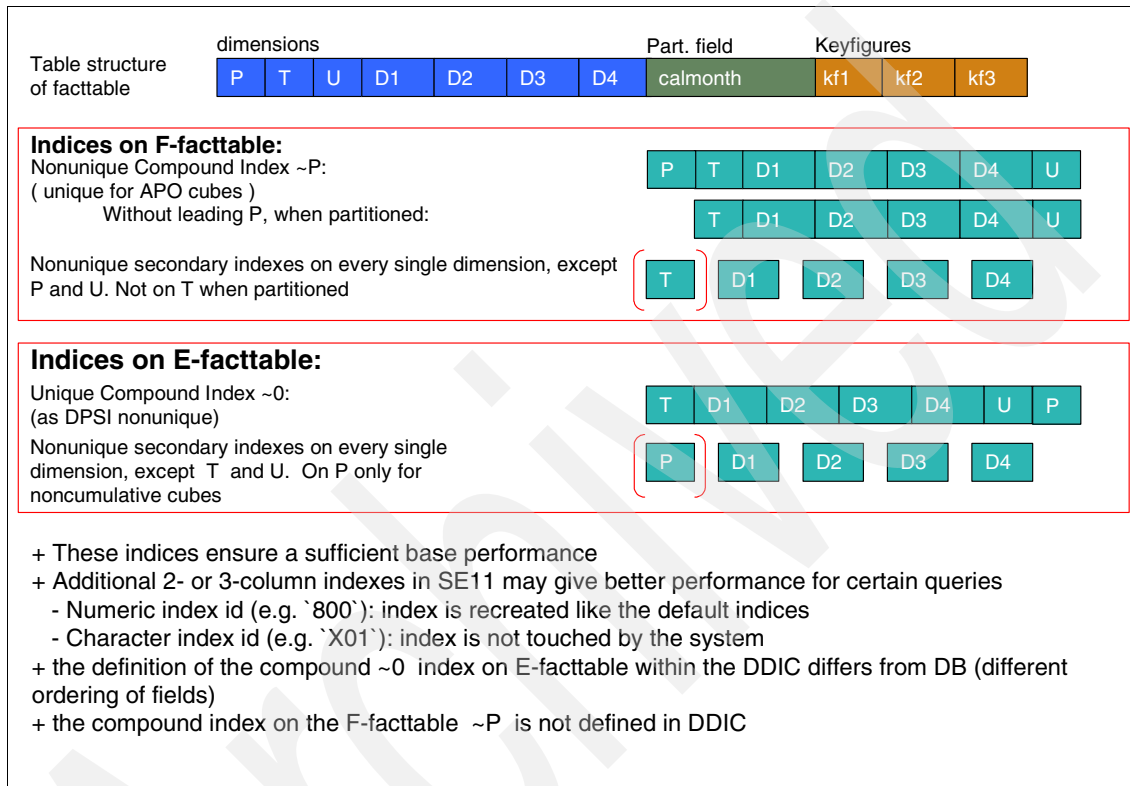 dimensions Part. field Keyfigures
Table structure
of facttable
P T U D1 D2 D3 D4 calmonth kf1 kf2 kf3
Indices on F-facttable:
Nonunique Compound Index ~P:
( unique for APO cubes )
P T D1 D2 D3 D4 U
Without leading P, when partitioned:
T D1 D2 D3 D4 U
Nonunique secondary indexes on every single dimension, except
P and U. Not on T when partitioned
T D1 D2 D3 D4
Indices on E-facttable:
Unique Compound Index ~0:
(as DPSI nonunique)
T D1 D2 D3 D4 U P
Nonunique secondary indexes on every single
dimension, except T and U. On P only for
noncumulative cubes
P D1 D2 D3 D4
+ These indices ensure a sufficient base performance
+ Additional 2- or 3-column indexes in SE11 may give better performance for certain queries
- Numeric index id (e.g. `800`): index is recreated like the default indices
- Character index id (e.g. `X01`): index is not touched by the system
+ the definition of the compound ~0 index on E-facttable within the DDIC differs from DB (different
ordering of fields)
+ the compound index on the F-facttable ~P is not defined in DDIC
Archived